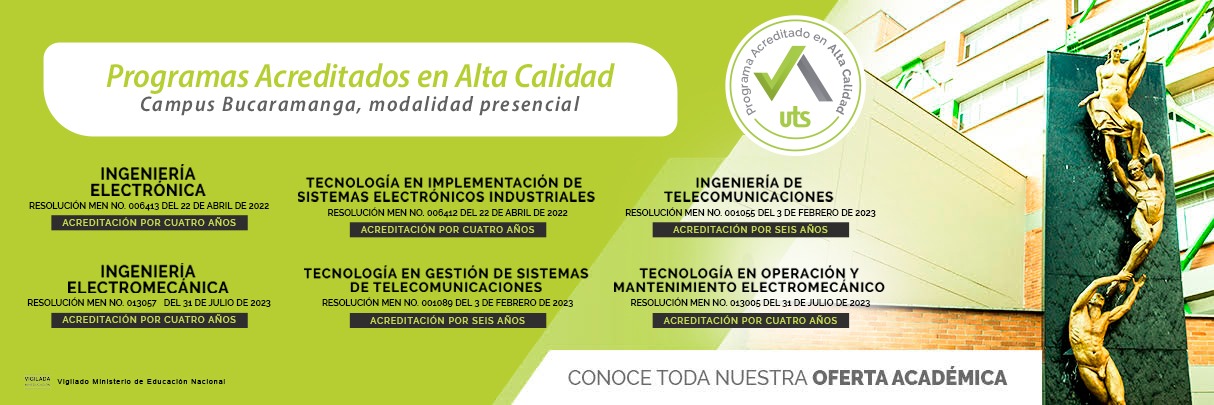 Programas Acreditados en Alta Calidad
Campus Bucaramanga, modalidad presencial
Programa Acreditado en Alta Calidad
uts
INGENIERÍA
ELECTRÓNICA
RESOLUCIÓN MEN NO. 006413 DEL 22 DE ABRIL DE 2022
ACREDITACIÓN POR CUATRO AÑOS
TECNOLOGÍA EN IMPLEMENTACIÓN DE
SISTEMAS ELECTRÓNICOS INDUSTRIALES
RESOLUCIÓN MEN NO. 006412 DEL 22 DE ABRIL DE 2022
ACREDITACIÓN POR CUATRO AÑOS
INGENIERÍA DE
TELECOMUNICACIONES
RESOLUCIÓN MEN NO. 001055 DEL 3 DE FEBRERO DE 2023
ACREDITACIÓN POR SEIS AÑOS
INGENIERÍA
ELECTROMECÁNICA
RESOLUCIÓN MEN NO. 013057 DEL 31 DE JULIO DE 2023
ACREDITACIÓN POR CUATRO AÑOS
TECNOLOGÍA EN GESTIÓN DE SISTEMAS
DE TELECOMUNICACIONES
RESOLUCIÓN MEN NO. 001089 DEL 3 DE FEBRERO DE 2023
ACREDITACIÓN POR SEIS AÑOS
TECNOLOGÍA EN OPERACIÓN Y
MANTENIMIENTO ELECTROMECÁNICO
RESOLUCIÓN MEN NO. 013005 DEL 31 DE JULIO DE 2023
ACREDITACIÓN POR CUATRO AÑOS
VIGILADA
Vigilado Ministerio de Educación Nacional
CONOCE TODA NUESTRA OFERTA ACADÉMICA